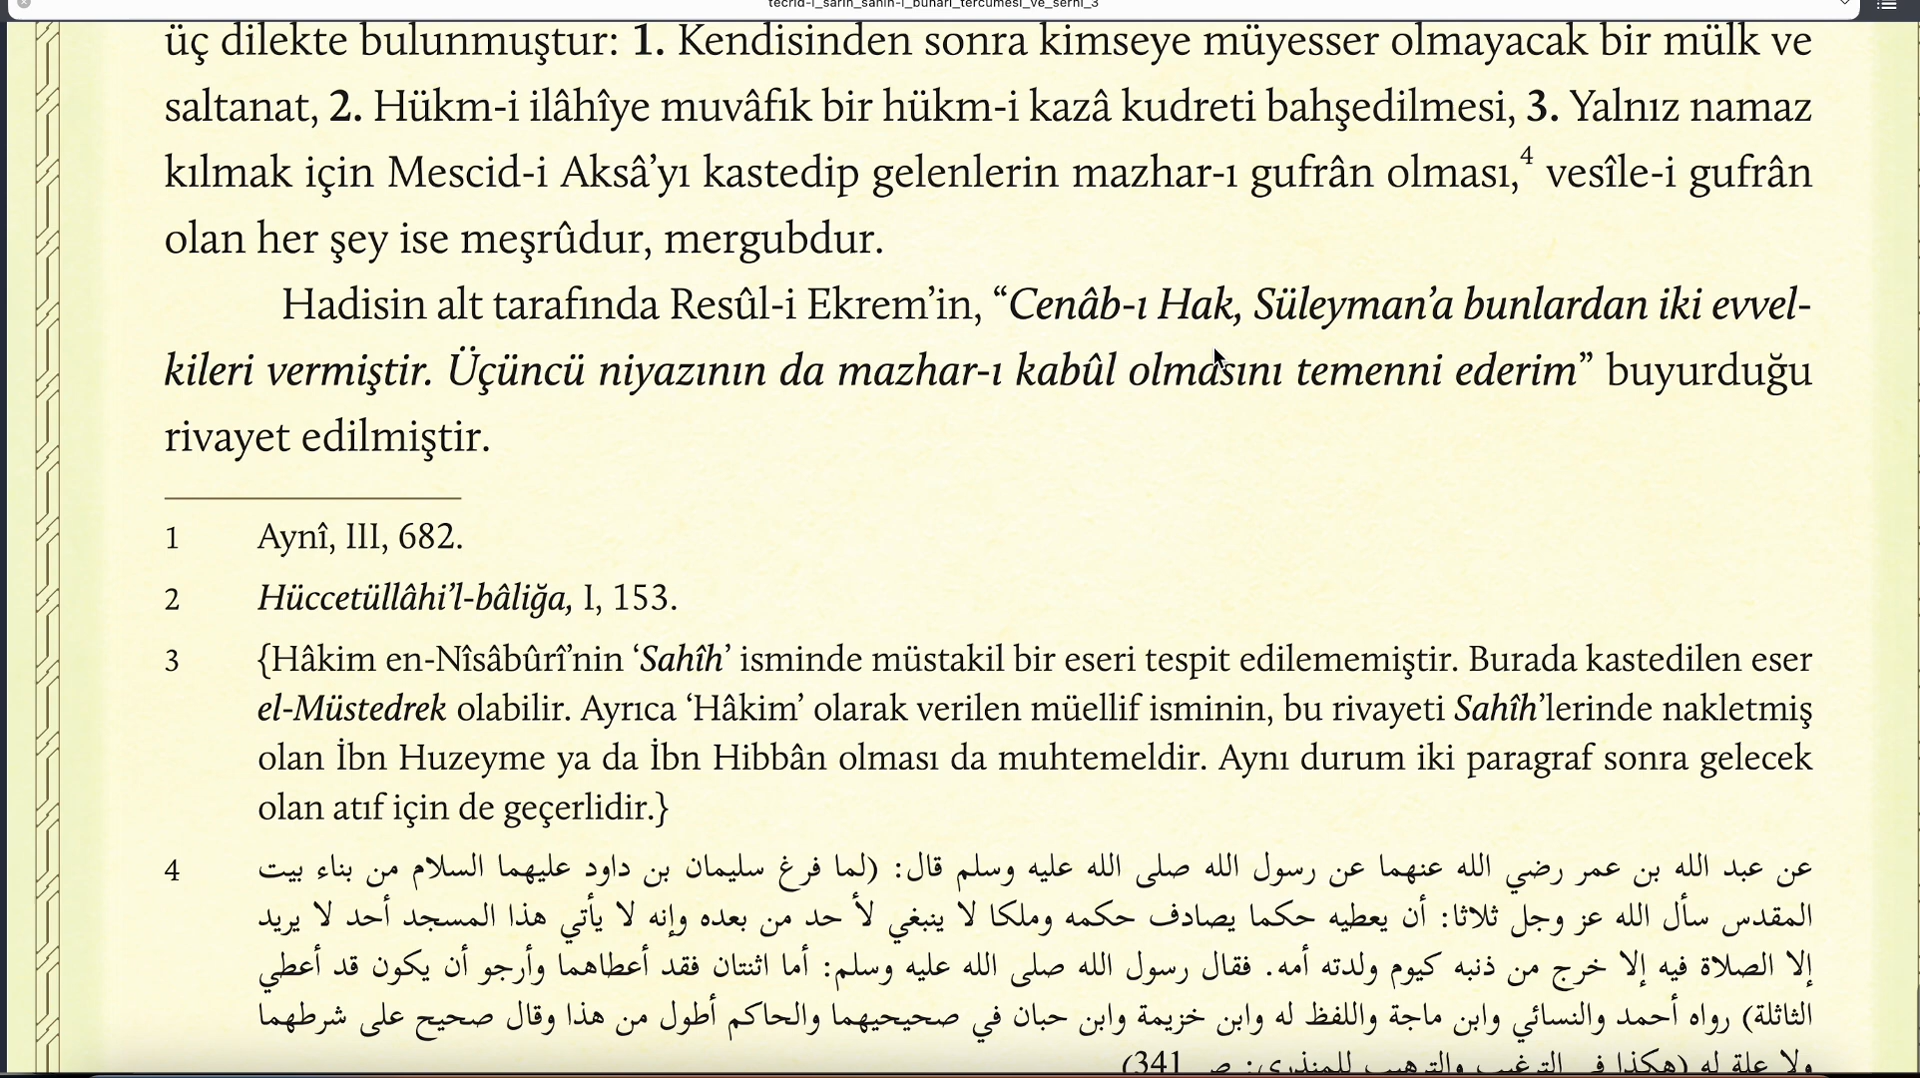 tecrid-i_sarih_sahih-i_buhari_tercumesi_ve_serhi_3
üç dilekte bulunmuştur: 1. Kendisinden sonra kimseye müyesser olmayacak bir mülk ve
saltanat, 2. Hükm-i ilâhîye muvâfık bir hükm-i kazâ kudreti bahşedilmesi, 3. Yalnız namaz
kılmak için Mescid-i Aksâ’yı kastedip gelenlerin mazhar-ı gufrân olması,4 vesîle-i gufrân
olan her şey ise meşrûdur, mergubdur.
Hadisin alt tarafında Resûl-i Ekrem’in, “Cenâb-ı Hak, Süleyman’a bunlardan iki evvel-
kileri vermiştir. Üçüncü niyazının da mazhar-ı kabûl olmasını temenni ederim” buyurduğu
rivayet edilmiştir.
1 Aynî, III, 682.
2 Hüccetüllâhi’l-bâliğa, I, 153.
3 {Hâkim en-Nîsâbûrî’nin ‘Sahîh’ isminde müstakil bir eseri tespit edilememiştir. Burada kastedilen eser
el-Müstedrek olabilir. Ayrıca ‘Hâkim’ olarak verilen müellif isminin, bu rivayeti Sahîh’lerinde nakletmiş
olan İbn Huzeyme ya da İbn Hibbân olması da muhtemeldir. Aynı durum iki paragraf sonra gelecek
olan atıf için de geçerlidir.}
4 عن عبد الله بن عمر رضي الله عنهما عن رسول الله صلى الله عليه وسلم قال: (لما فرغ سليمان بن داود عليهما السلام من بناء بيت
المقدس سأل الله عز وجل ثلاثا: أن يعطيه حكما يصادف حكمه وملكا لا ينبغي لأ حد من بعده وإنه لا يأتي هذا المسجد أحد لا يريد
إلا الصلاة فيه إلا خرج من ذنبه كيوم ولدته أمه. فقال رسول الله صلى الله عليه وسلم: أما اثنتان فقد أعطاهما وأرجو أن يكون قد أعطي
الثالثة) رواه أحمد والنسائي وابن ماجة واللفظ له وابن خزيمة وابن حبان في صحيحيهما والحاكم أطول من هذا وقال صحيح على شرطهما
ولا علة له (هكذا في الترغيب والترهيب للمنذري: ص 341)